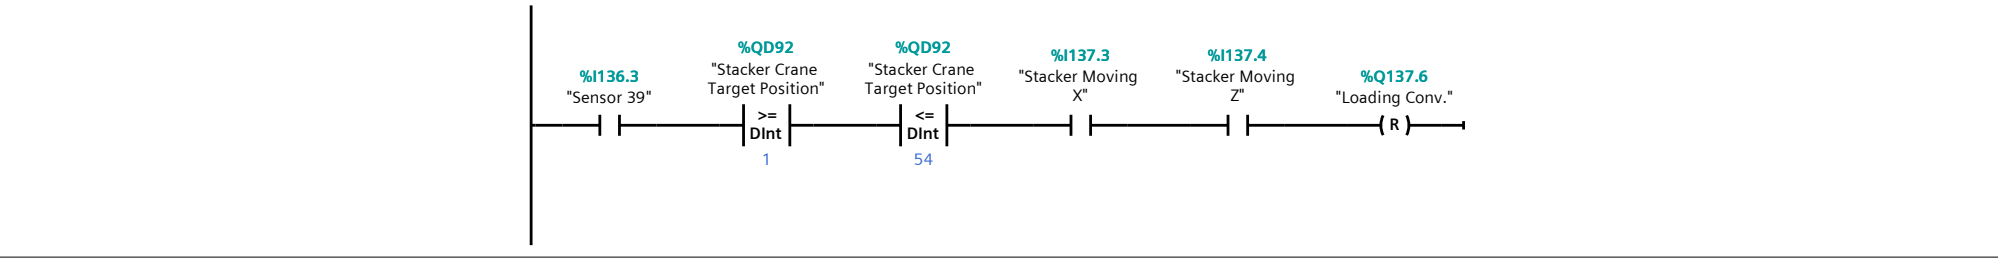 %I136.3
"Sensor 39"
%QD92
"Stacker Crane
Target Position"
>=
DInt
1
%QD92
"Stacker Crane
Target Position"
<=
DInt
54
%I137.3
"Stacker Moving
X"
%I137.4
"Stacker Moving
Z"
%Q137.6
"Loading Conv."
R